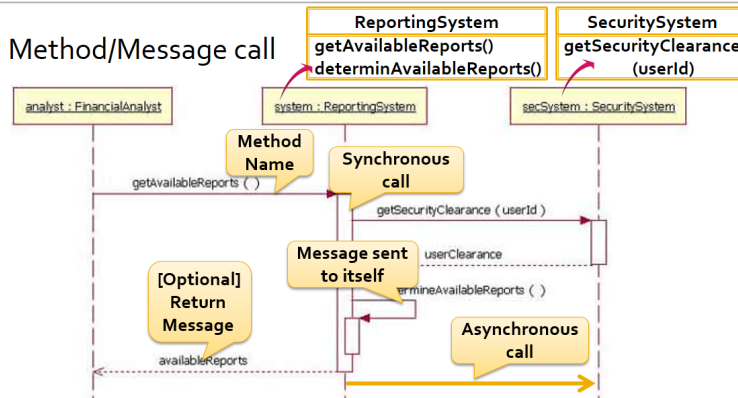 Method/Message call
ReportingSystem
getAvailableReports()
determinAvailableReports()
SecuritySystem
getSecurityClearance
(userId)
analyst : FinancialAnalyst
system : ReportingSystem
secSystem : SecuritySystem
Method
Name
Synchronous
call
getAvailableReports ( )
getSecurityClearance ( userId )
Message sent
to itself
userClearance
[Optional]
Return
Message
ermineAvailableReports ( )
Asynchronous
call
availableReports